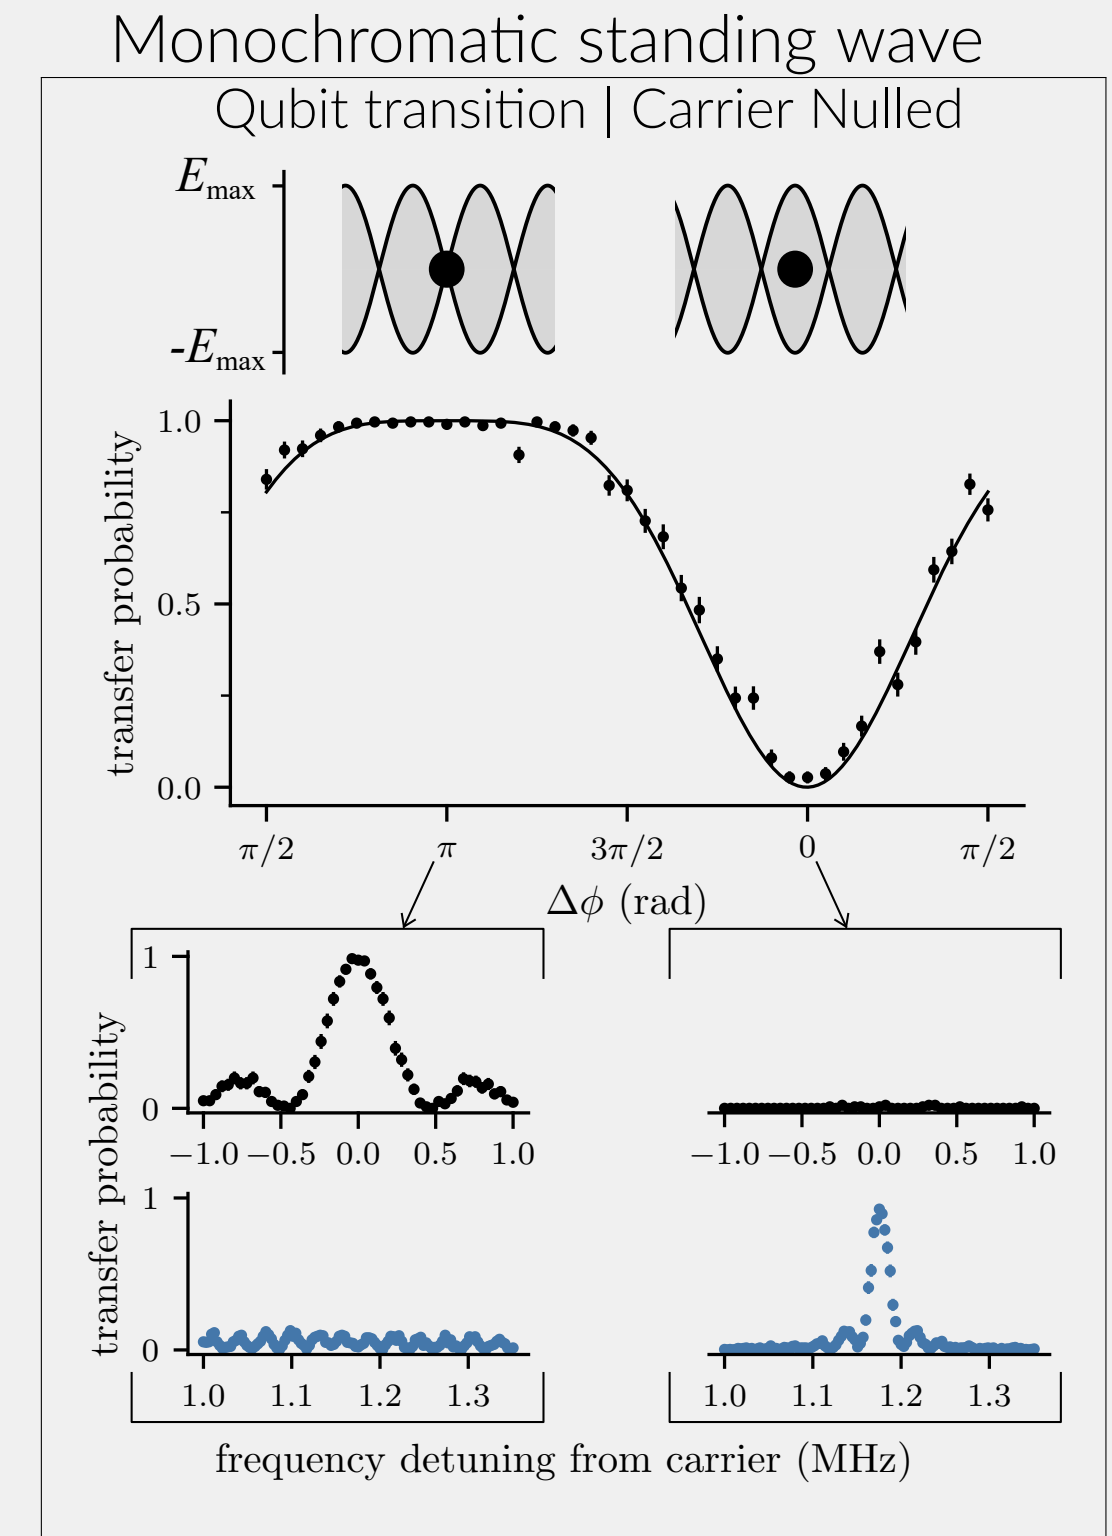 Monochromatic standing wave
Qubit transition | Carrier Nulled
Emax
-Emax
transfer probability
1.0
0.5
0.0
π/2 π 3π/2 0 π/2
Δϕ (rad)
transfer probability
1
0
−1.0 −0.5 0.0 0.5 1.0
−1.0 −0.5 0.0 0.5 1.0
1
0
1.0 1.1 1.2 1.3
1.0 1.1 1.2 1.3
frequency detuning from carrier (MHz)